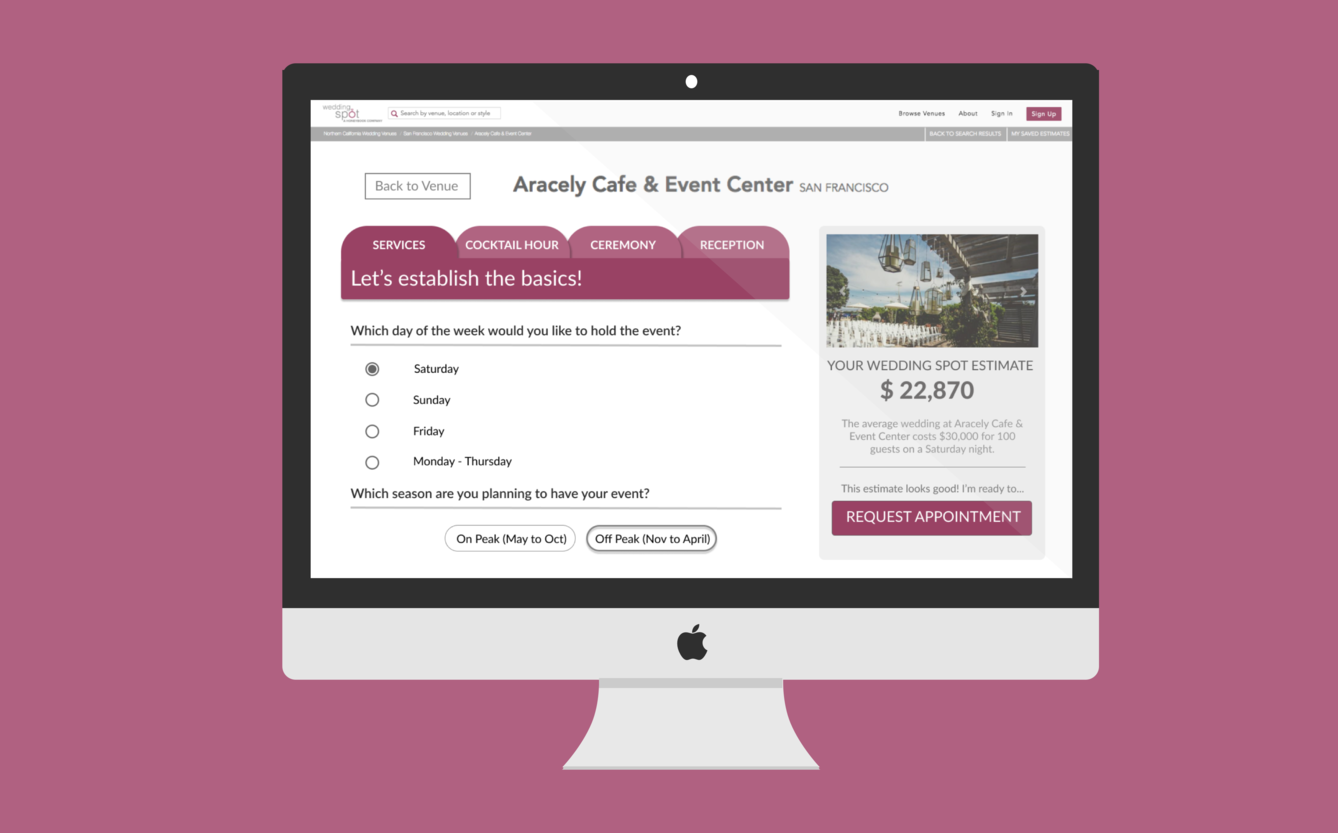 wedding
spot
Search by venue, location or style
Browse Venues
About
Sign in
Sign Up
Northern California Wedding Venues / San Francisco Wedding Venues / Aracely Cafe & Event Center
BACK TO SEARCH RESULTS
MY SAVED ESTIMATES
Back to Venue
Aracely Cafe & Event Center SAN FRANCISCO
SERVICES
COCKTAIL HOUR
CEREMONY
RECEPTION
Let’s establish the basics!
Which day of the week would you like to hold the event?
Saturday
Sunday
Friday
Monday - Thursday
Which season are you planning to have your event?
On Peak (May to Oct)
Off Peak (Nov to April)
YOUR WEDDING SPOT ESTIMATE
$ 22,870
The average wedding at Aracely Cafe &
Event Center costs $30,000 for 100
guests on a Saturday night.
This estimate looks good! I’m ready to...
REQUEST APPOINTMENT